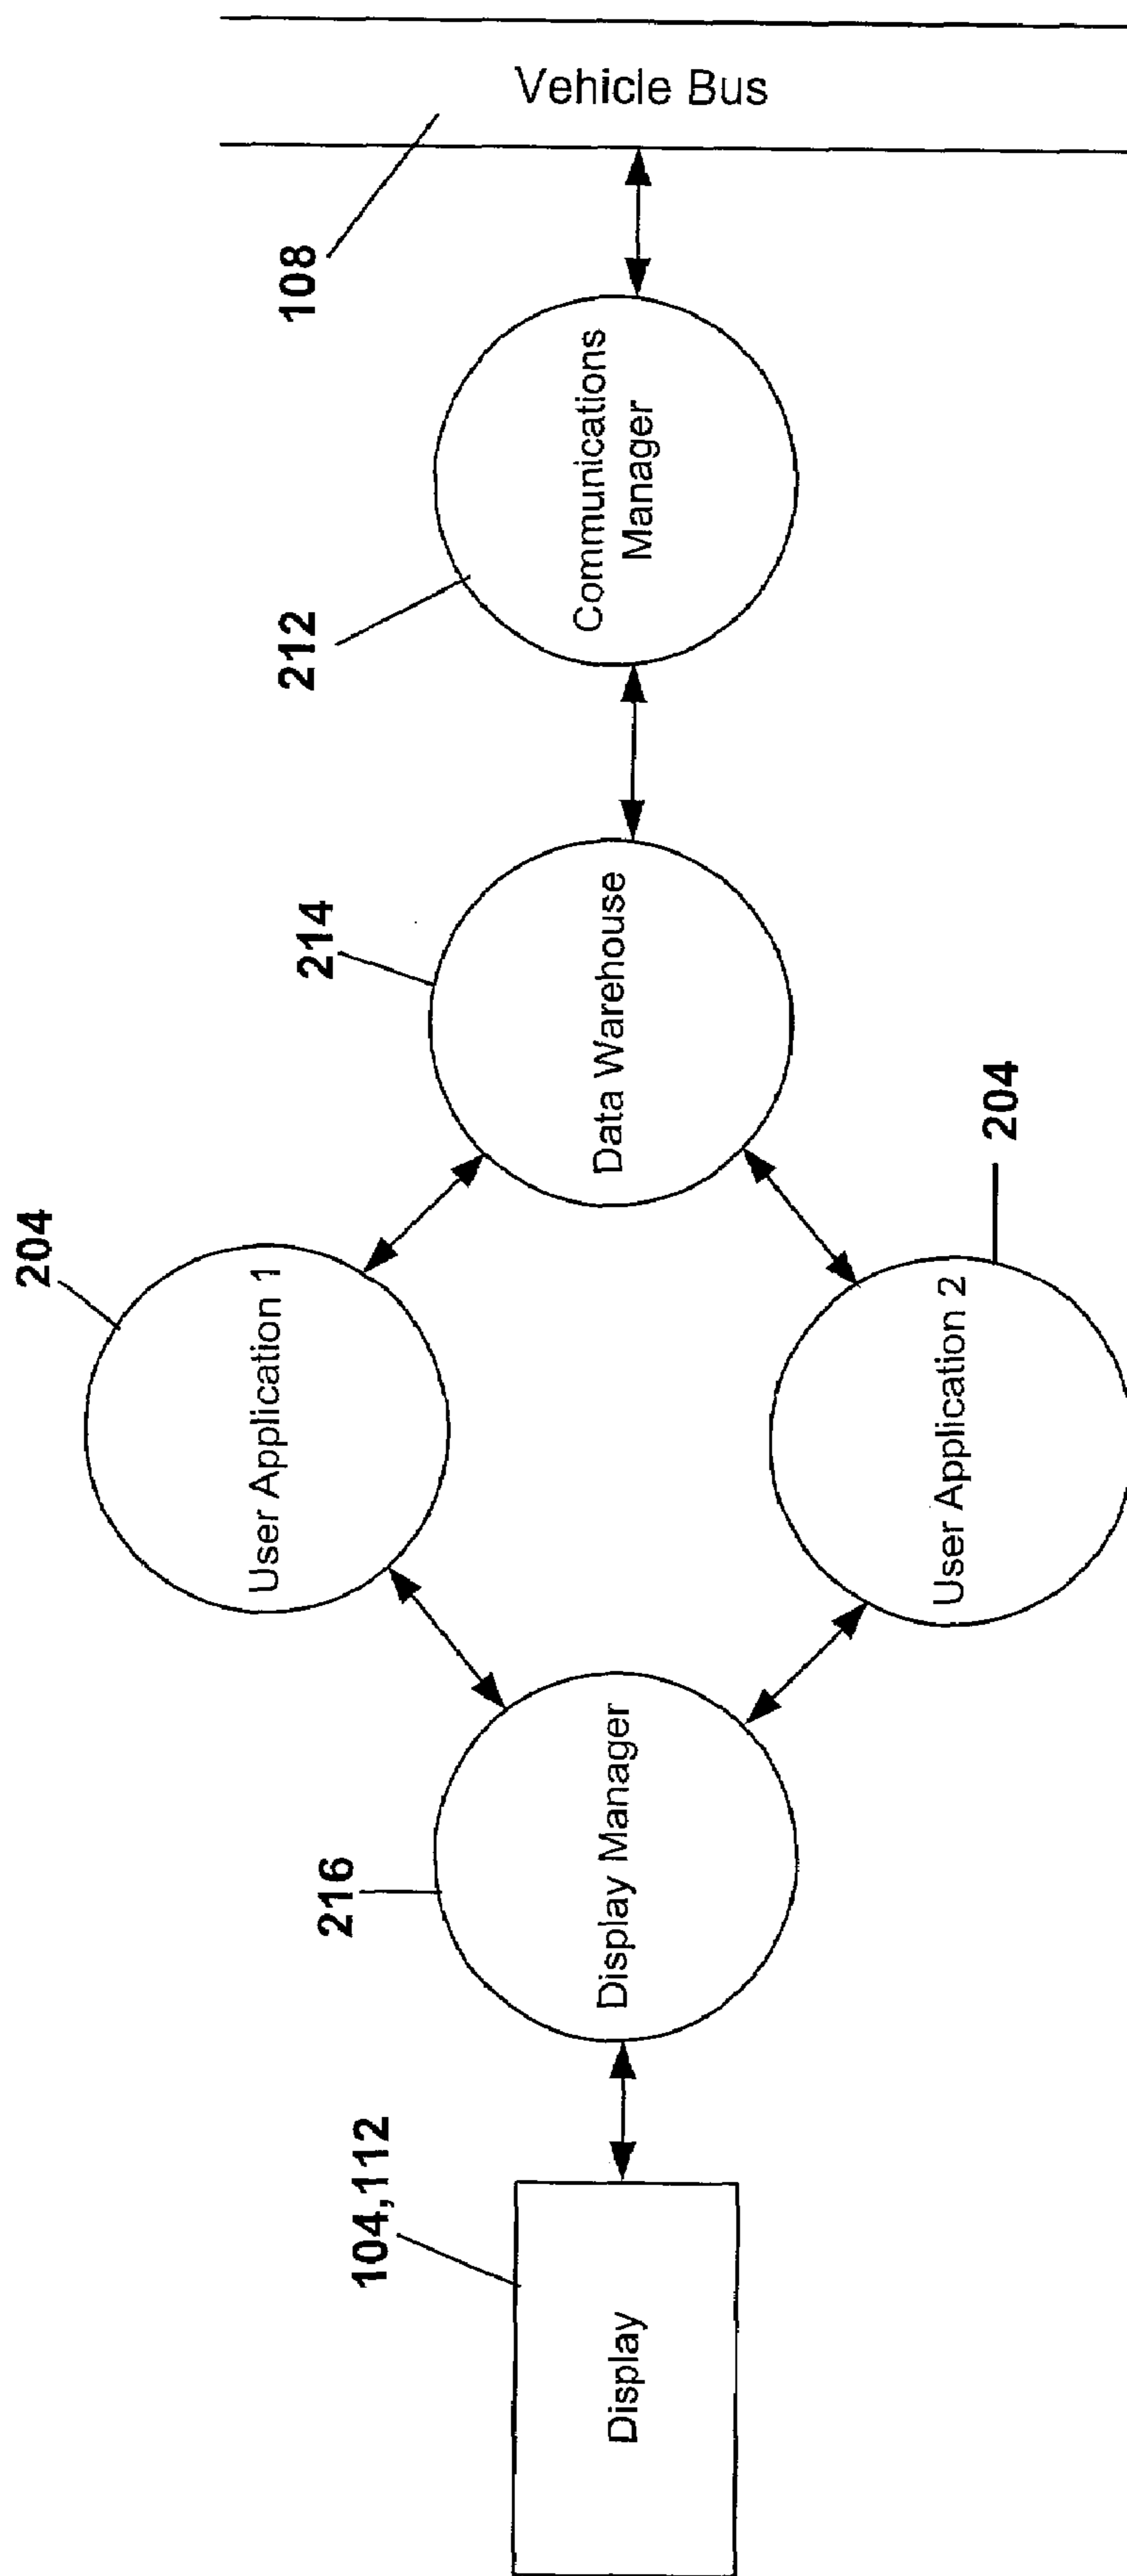 Vehicle Bus
108
Communications
Manager
212
Data Warehouse
214
204
User Application 1
204
User Application 2
Display Manager
216
104,112
Display